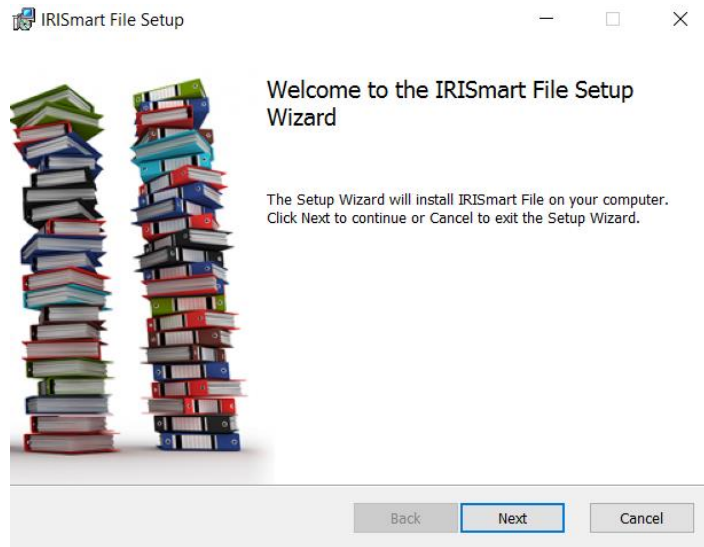 IRISmart File Setup
Welcome to the IRISmart File Setup
Wizard
The Setup Wizard will install IRISmart File on your computer.
Click Next to continue or Cancel to exit the Setup Wizard.
Back Next Cancel